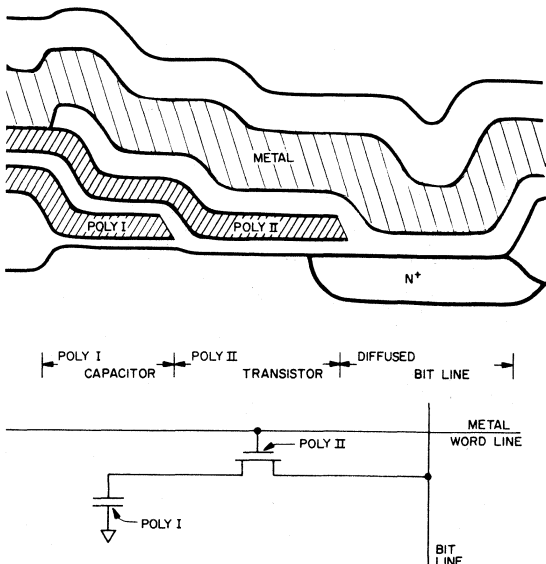 METAL
POLY I
POLY II
N+
POLY I
CAPACITOR
POLY II
TRANSISTOR
DIFFUSED
BIT LINE
METAL
WORD LINE
POLY II
POLY I
BIT
LINE